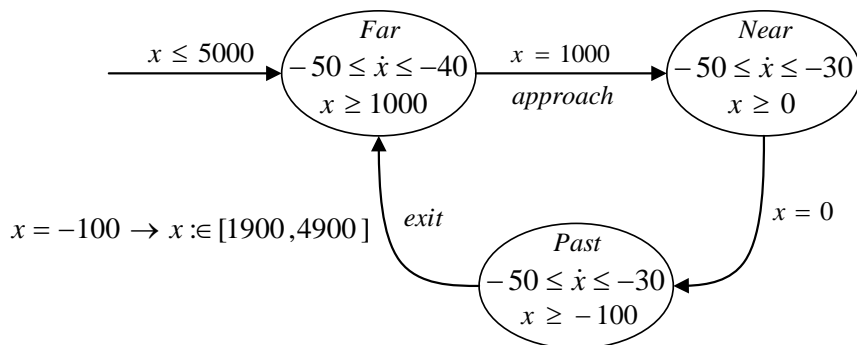 x ≤ 5000
Far
−50 ≤ ẋ ≤ −40
x ≥ 1000
x = 1000
approach
Near
−50 ≤ ẋ ≤ −30
x ≥ 0
x = 0
x = −100 → x :∈ [1900 ,4900 ]
exit
Past
−50 ≤ ẋ ≤ −30
x ≥ −100